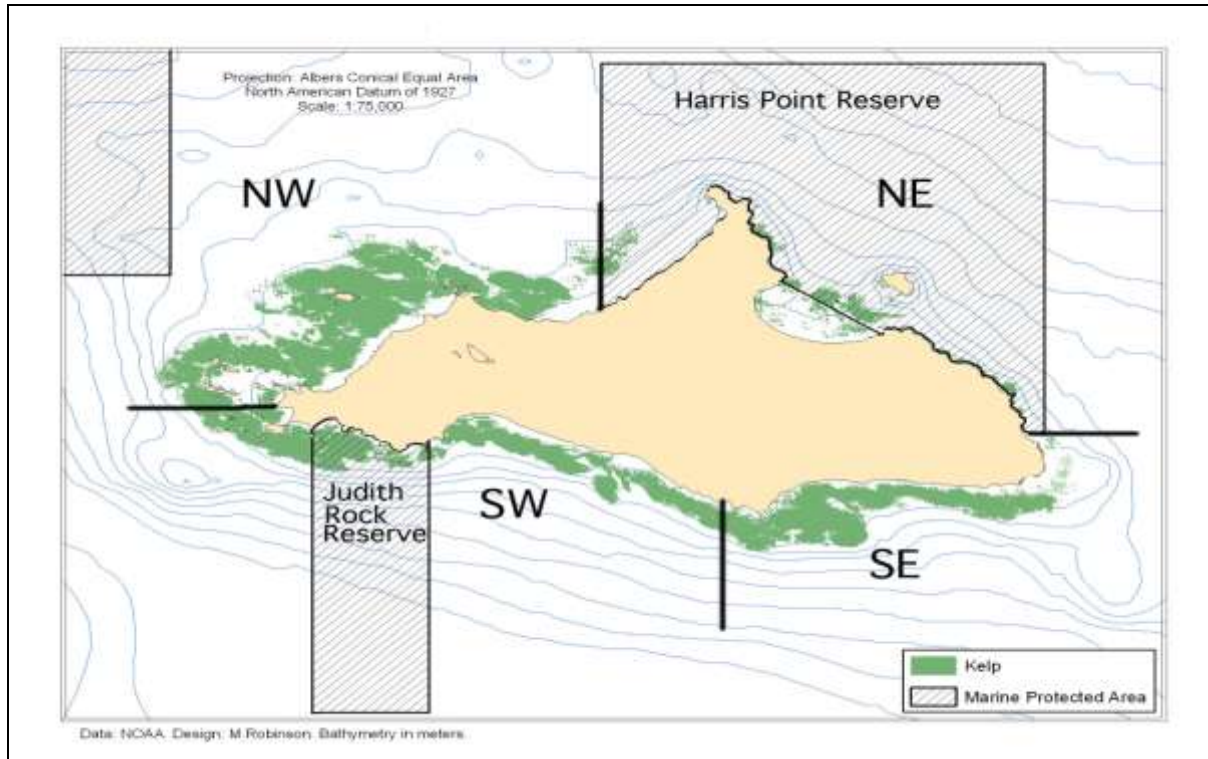 Projection: Albers Conical Equal Area
North American Datum of 1927
Scale: 1:75,000
Harris Point Reserve
NW
NE
Judith
Rock
Reserve
SW
SE
Kelp
Marine Protected Area
Data: NOAA. Design: M Robinson. Bathymetry in meters.